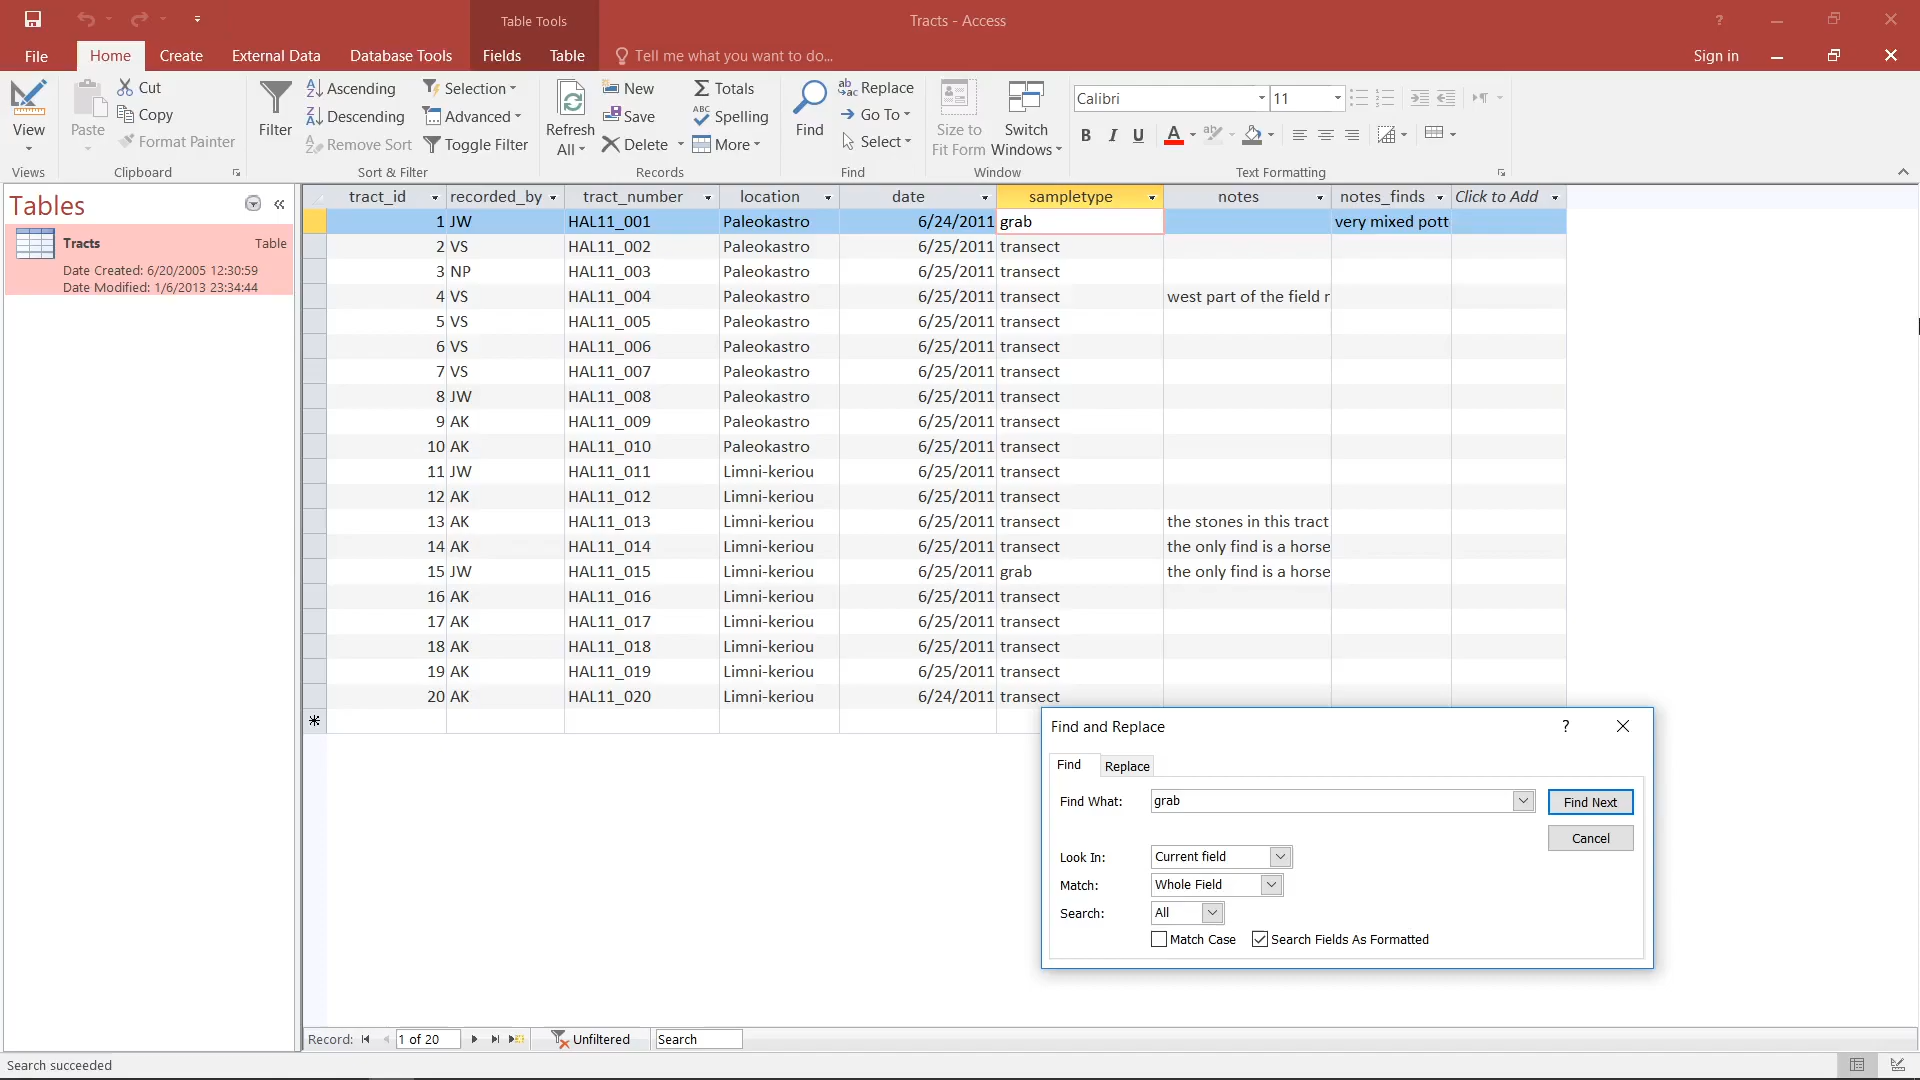 Table Tools
Tracts - Access
?
File
Home
Create
External Data
Database Tools
Fields
Table
Tell me what you want to do...
Sign in
View
Views
Paste
Cut
Copy
Format Painter
Clipboard
Filter
Ascending
Descending
Remove Sort
Selection
Advanced
Toggle Filter
Sort & Filter
Refresh All
New
Save
Delete
Totals
Spelling
More
Records
Find
Replace
Go To
Select
Find
Size to Fit Form
Switch Windows
Window
Calibri
11
B I U
Text Formatting
Tables
Tracts Table
Date Created: 6/20/2005 12:30:59
Date Modified: 1/6/2013 23:34:44
tract_id recorded_by tract_number location date sampletype notes notes_finds Click to Add
1 JW HAL11_001 Paleokastro 6/24/2011 grab very mixed pott
2 VS HAL11_002 Paleokastro 6/25/2011 transect
3 NP HAL11_003 Paleokastro 6/25/2011 transect
4 VS HAL11_004 Paleokastro 6/25/2011 transect west part of the field r
5 VS HAL11_005 Paleokastro 6/25/2011 transect
6 VS HAL11_006 Paleokastro 6/25/2011 transect
7 VS HAL11_007 Paleokastro 6/25/2011 transect
8 JW HAL11_008 Paleokastro 6/25/2011 transect
9 AK HAL11_009 Paleokastro 6/25/2011 transect
10 AK HAL11_010 Paleokastro 6/25/2011 transect
11 JW HAL11_011 Limni-keriou 6/25/2011 transect
12 AK HAL11_012 Limni-keriou 6/25/2011 transect
13 AK HAL11_013 Limni-keriou 6/25/2011 transect the stones in this tract
14 AK HAL11_014 Limni-keriou 6/25/2011 transect the only find is a horse
15 JW HAL11_015 Limni-keriou 6/25/2011 grab the only find is a horse
16 AK HAL11_016 Limni-keriou 6/25/2011 transect
17 AK HAL11_017 Limni-keriou 6/25/2011 transect
18 AK HAL11_018 Limni-keriou 6/25/2011 transect
19 AK HAL11_019 Limni-keriou 6/25/2011 transect
20 AK HAL11_020 Limni-keriou 6/24/2011 transect
Find and Replace ?
Find
Replace
Find What: grab
Find Next
Cancel
Look In: Current field
Match: Whole Field
Search: All
Match Case
Search Fields As Formatted
Record: 1 of 20 Unfiltered Search
Search succeeded